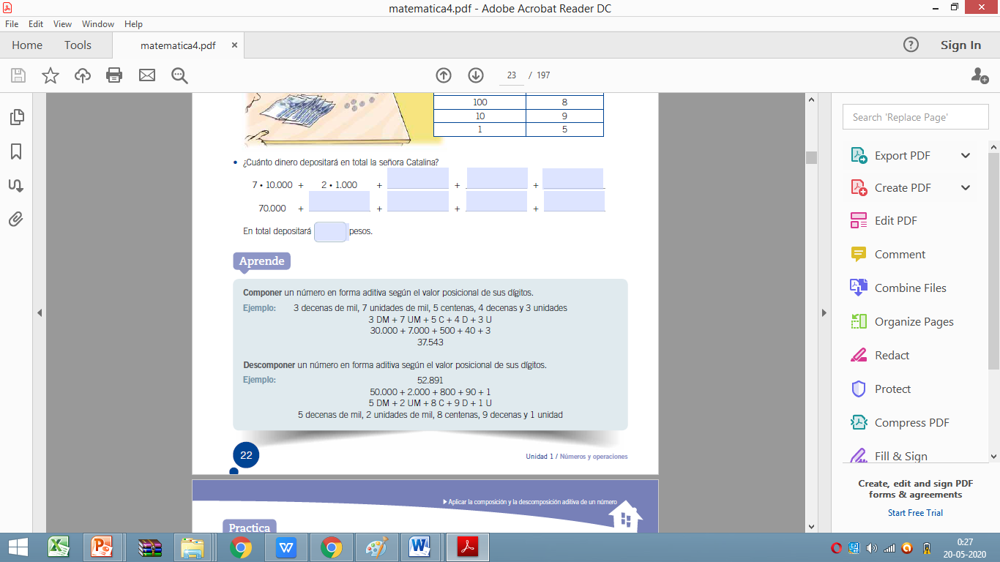 matematica4.pdf - Adobe Acrobat Reader DC
File Edit View Window Help
Home Tools matematica4.pdf × ? Sign In
23 / 197
100 8
10 9
1 5
• ¿Cuánto dinero depositará en total la señora Catalina?
7 • 10.000 + 2 • 1.000 + + +
70.000 + + + +
En total depositará pesos.
Aprende
Componer un número en forma aditiva según el valor posicional de sus dígitos.
Ejemplo: 3 decenas de mil, 7 unidades de mil, 5 centenas, 4 decenas y 3 unidades
3 DM + 7 UM + 5 C + 4 D + 3 U
30.000 + 7.000 + 500 + 40 + 3
37.543
Descomponer un número en forma aditiva según el valor posicional de sus dígitos.
Ejemplo: 52.891
50.000 + 2.000 + 800 + 90 + 1
5 DM + 2 UM + 8 C + 9 D + 1 U
5 decenas de mil, 2 unidades de mil, 8 centenas, 9 decenas y 1 unidad
22
Unidad 1 / Números y operaciones
Aplicar la composición y la descomposición aditiva de un número
Practica
Search 'Replace Page'
Export PDF
Create PDF
Edit PDF
Comment
Combine Files
Organize Pages
Redact
Protect
Compress PDF
Fill & Sign
Create, edit and sign PDF
forms & agreements
Start Free Trial
0:27
20-05-2020